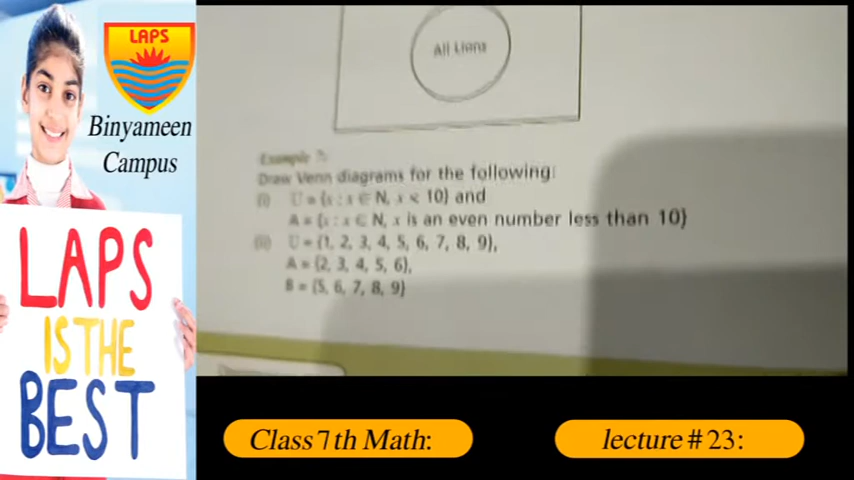 LAPS
Binyameen
Campus
LAPS
IS THE
BEST
All Lions
Example 7:
Draw Venn diagrams for the following:
(i) U = {x : x ∈ N, x < 10} and
A = {x : x ∈ N, x is an even number less than 10}
(ii) U = {1, 2, 3, 4, 5, 6, 7, 8, 9},
A = {2, 3, 4, 5, 6},
B = {5, 6, 7, 8, 9}
Class 7th Math:
lecture # 23: